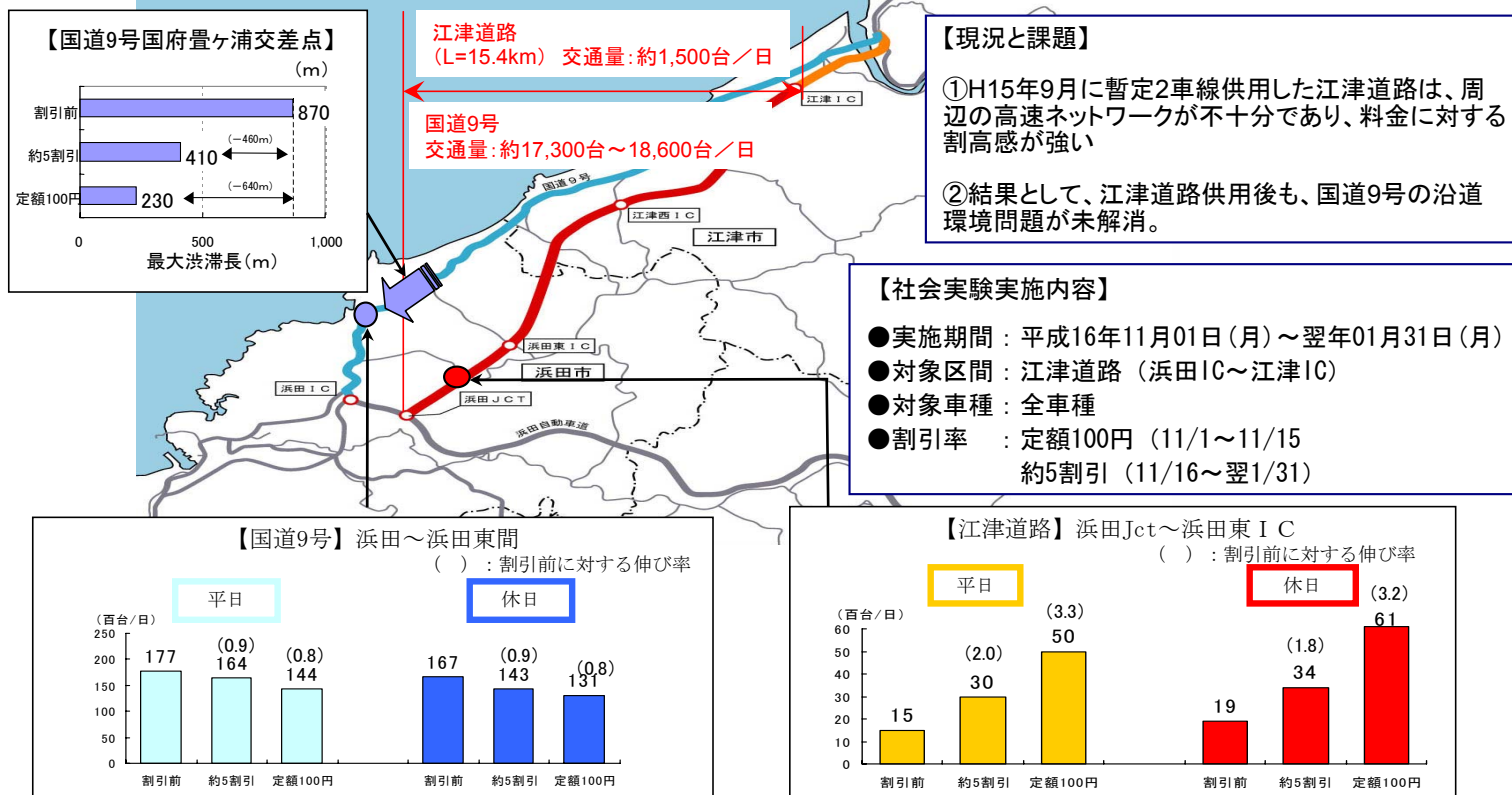 【国道9号国府畳ヶ浦交差点】
(m)
割引前
870
約5割引
410
(－460m)
定額100円
230
(－640m)
0
500
1,000
最大渋滞長(m)
江津道路
(L=15.4km) 交通量：約1,500台／日
国道9号
交通量：約17,300台～18,600台／日
江津ＩＣ
国道９号
江津西ＩＣ
江津市
浜田東ＩＣ
浜田市
浜田ＩＣ
浜田ＪＣＴ
浜田自動車道
【現況と課題】
①H15年9月に暫定2車線供用した江津道路は、周
辺の高速ネットワークが不十分であり、料金に対する
割高感が強い
②結果として、江津道路供用後も、国道9号の沿道
環境問題が未解消。
【社会実験実施内容】
●実施期間：平成16年11月01日(月)～翌年01月31日(月)
●対象区間：江津道路（浜田IC～江津IC）
●対象車種：全車種
●割引率　：定額100円（11/1～11/15
約5割引（11/16～翌1/31）
【国道9号】浜田～浜田東間
（　）：割引前に対する伸び率
平日
休日
（百台/日）
250
200
150
100
50
0
177
(0.9)
164
(0.8)
144
167
(0.9)
143
(0.8)
131
割引前　約5割引　定額100円
割引前　約5割引　定額100円
【江津道路】浜田Jct～浜田東ＩＣ
（　）：割引前に対する伸び率
平日
休日
（百台/日）
60
50
40
30
20
10
0
15
(2.0)
30
(3.3)
50
19
(1.8)
34
(3.2)
61
割引前　約5割引　定額100円
割引前　約5割引　定額100円